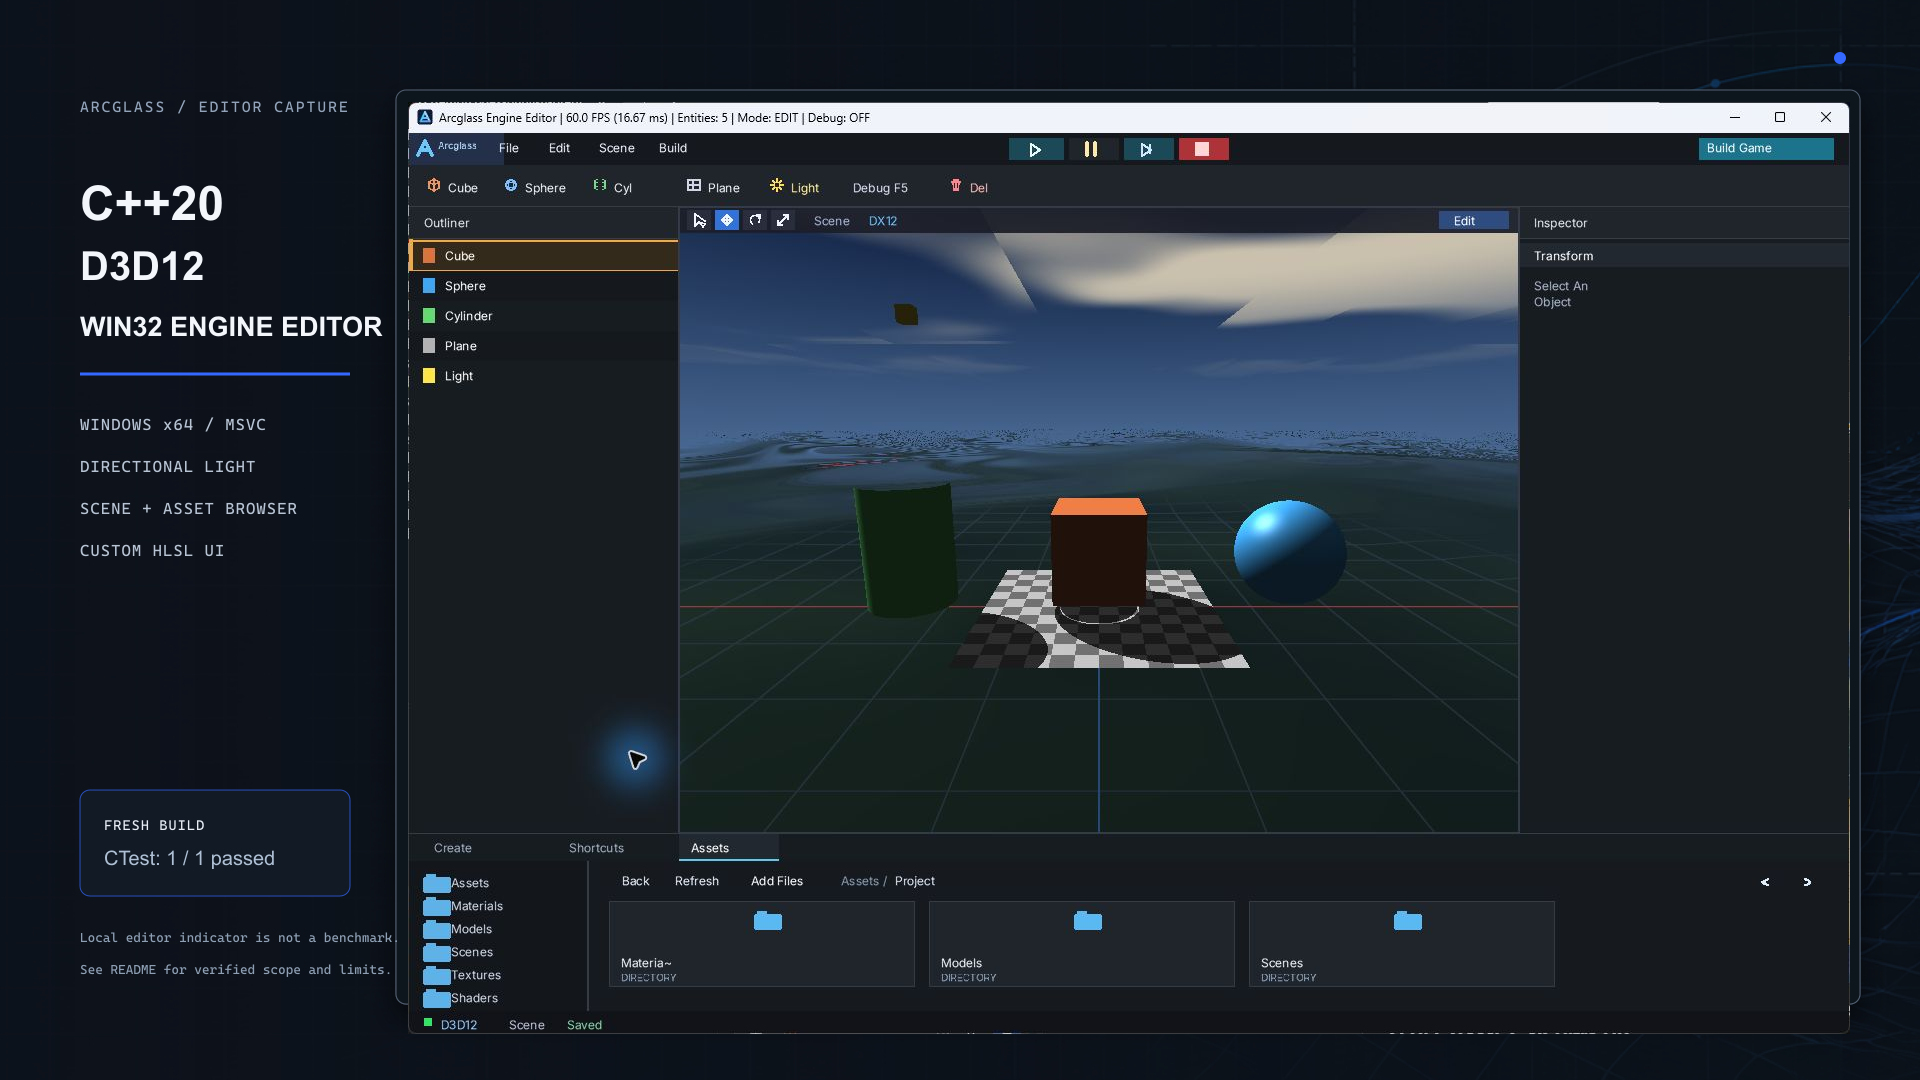 ARCGLASS / EDITOR CAPTURE
C++20
D3D12
WIN32 ENGINE EDITOR
WINDOWS x64 / MSVC
DIRECTIONAL LIGHT
SCENE + ASSET BROWSER
CUSTOM HLSL UI
FRESH BUILD
CTest: 1 / 1 passed
Local editor indicator is not a benchmark.
See README for verified scope and limits.
Arcglass Engine Editor | 60.0 FPS (16.67 ms) | Entities: 5 | Mode: EDIT | Debug: OFF
Arcglass File Edit Scene Build Build Game
Cube Sphere Cyl Plane Light Debug F5 Del
Outliner
Cube
Sphere
Cylinder
Plane
Light
Scene DX12 Edit
Inspector
Transform
Select An
Object
Create Shortcuts Assets
Assets
Materials
Models
Scenes
Textures
Shaders
Back Refresh Add Files Assets / Project < >
Materia~
DIRECTORY
Models
DIRECTORY
Scenes
DIRECTORY
D3D12 Scene Saved